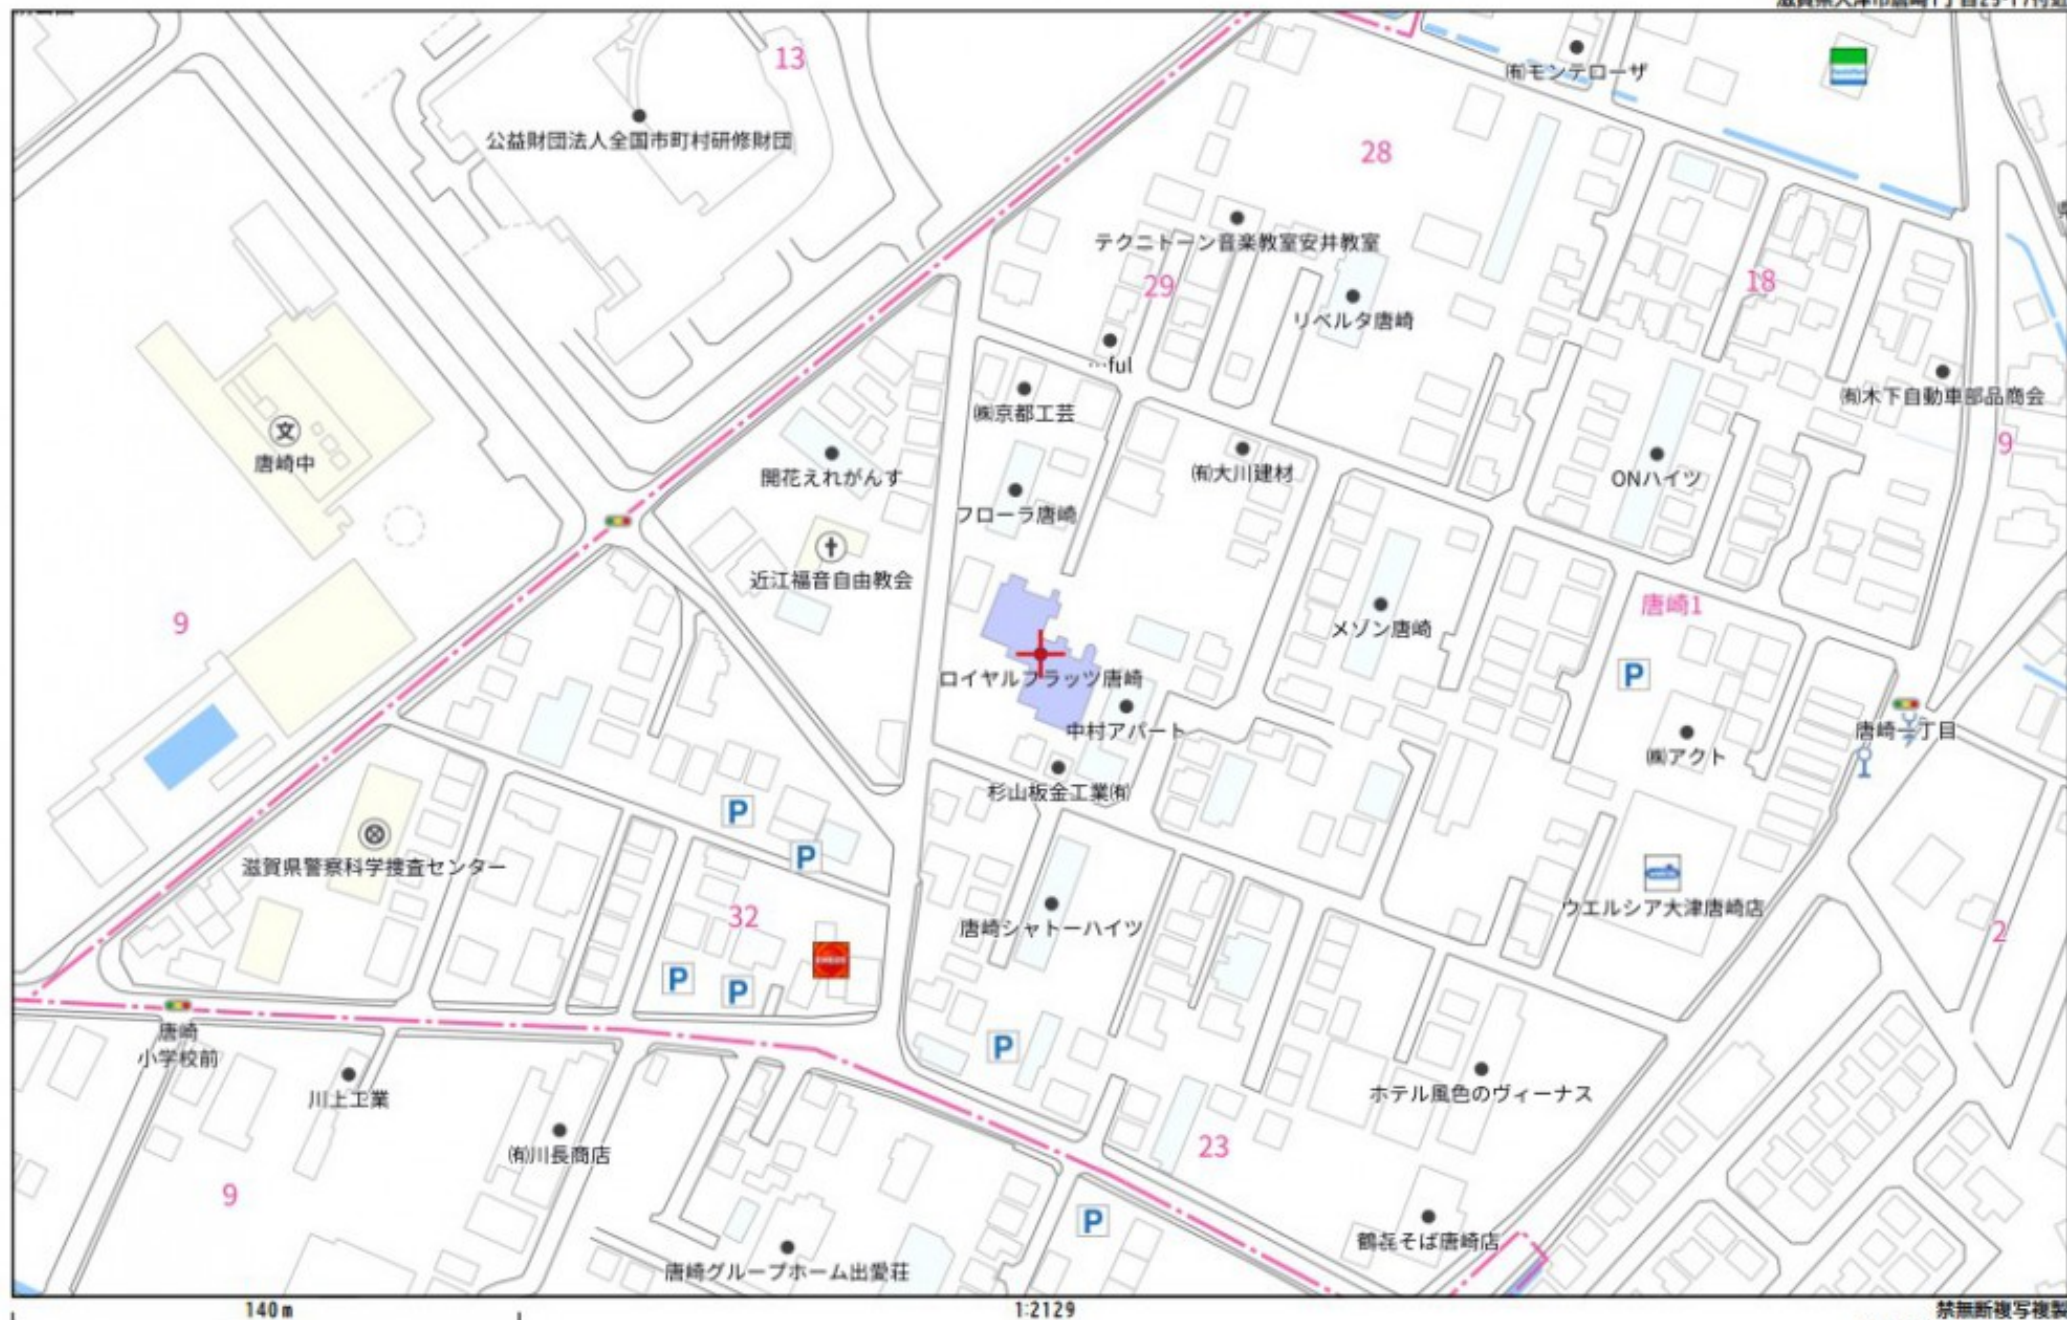 13
㈲モンテローザ
公益財団法人全国市町村研修財団
28
テクニトーン音楽教室安井教室
29
18
リベルタ唐崎
…ful
㈱京都工芸
㈲木下自動車部品商会
9
唐崎中
開花えれがんす
㈲大川建材
ONハイツ
フローラ唐崎
近江福音自由教会
唐崎1
9
メゾン唐崎
P
ロイヤルフラッツ唐崎
中村アパート
唐崎一丁目
㈱アクト
杉山板金工業㈲
P
P
滋賀県警察科学捜査センター
32
唐崎シャトーハイツ
ウエルシア大津唐崎店
2
P
P
唐崎
小学校前
P
川上工業
ホテル風色のヴィーナス
㈲川長商店
23
9
P
鶴㐂そば唐崎店
唐崎グループホーム出愛荘
140m
1:2129
禁無断複写複製